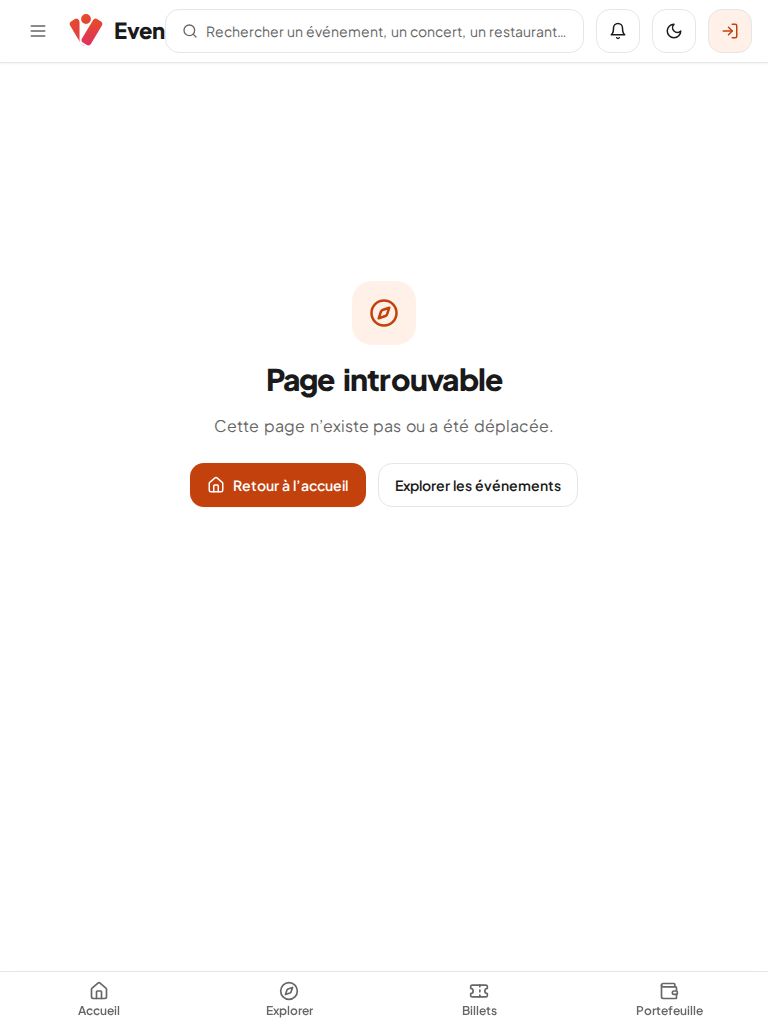 Even
Rechercher un événement, un concert, un restaurant…
Page introuvable
Cette page n’existe pas ou a été déplacée.
Retour à l’accueil
Explorer les événements
Accueil
Explorer
Billets
Portefeuille